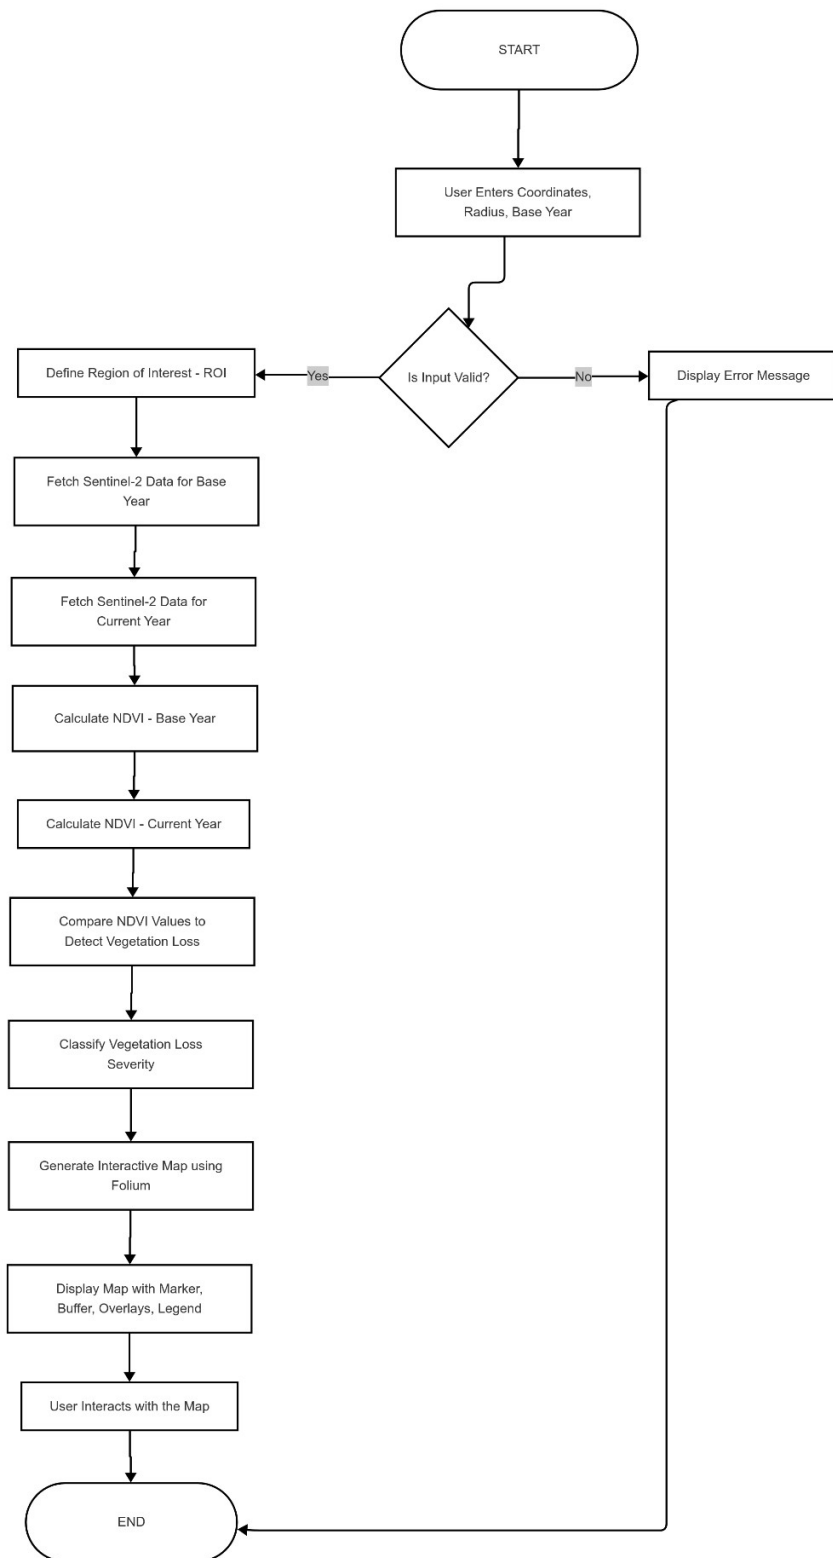 START
User Enters Coordinates,
Radius, Base Year
Is Input Valid?
Yes
No
Define Region of Interest - ROI
Display Error Message
Fetch Sentinel-2 Data for Base
Year
Fetch Sentinel-2 Data for
Current Year
Calculate NDVI - Base Year
Calculate NDVI - Current Year
Compare NDVI Values to
Detect Vegetation Loss
Classify Vegetation Loss
Severity
Generate Interactive Map using
Folium
Display Map with Marker,
Buffer, Overlays, Legend
User Interacts with the Map
END